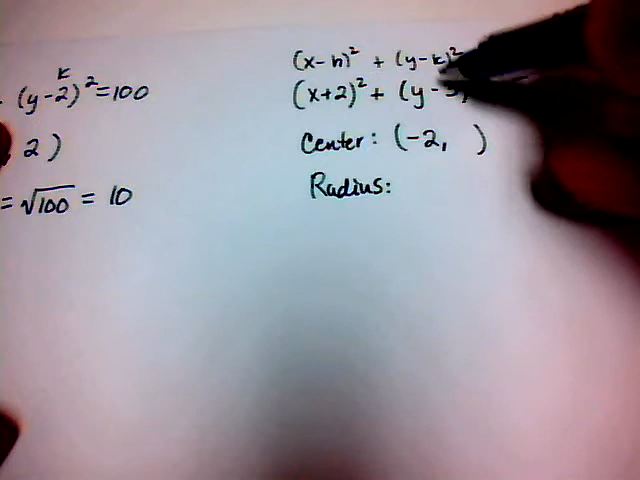 k
(y-2)²=100
2)
=√100 = 10
(x-h)² + (y-k)²
(x+2)² + (y-
Center: (-2, )
Radius: